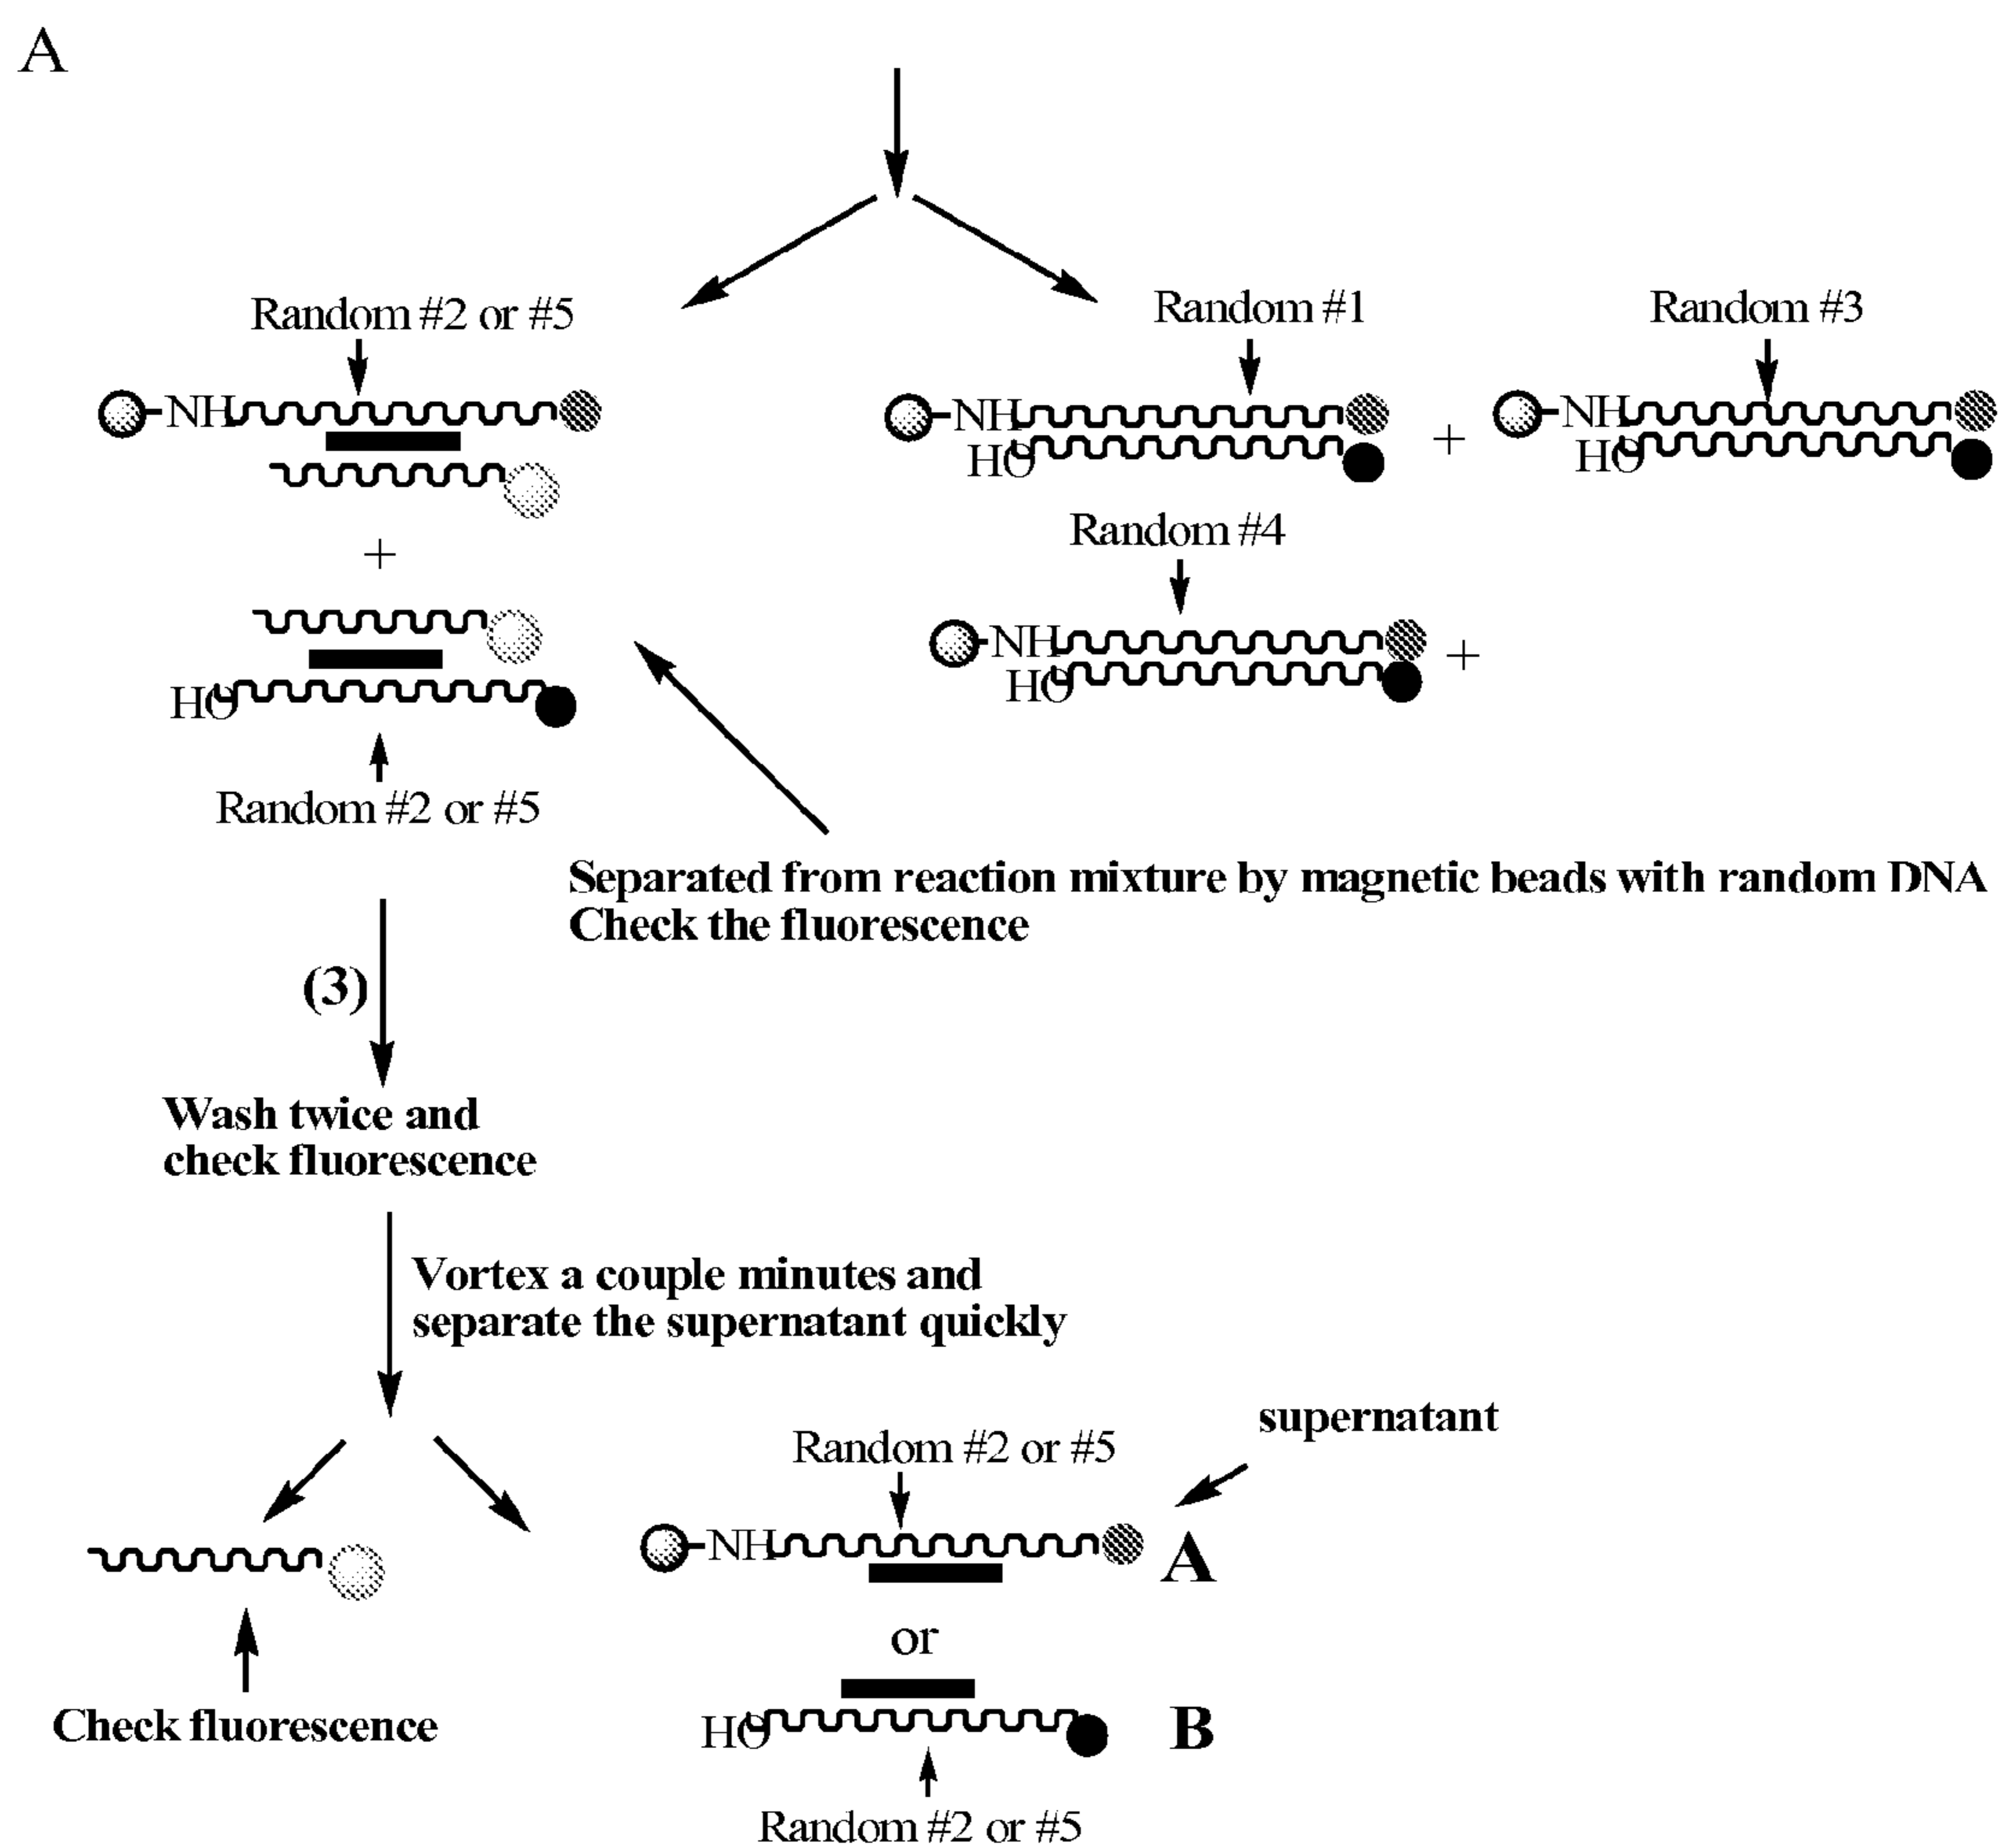 A
Random #2 or #5
Random #1
Random #3
NH
NH
HO
+
NH
HO
+
Random #4
NH
HO
+
HO
Random #2 or #5
Separated from reaction mixture by magnetic beads with random DNA
Check the fluorescence
(3)
Wash twice and
check fluorescence
Vortex a couple minutes and
separate the supernatant quickly
supernatant
Random #2 or #5
NH
A
or
Check fluorescence
HO
B
Random #2 or #5